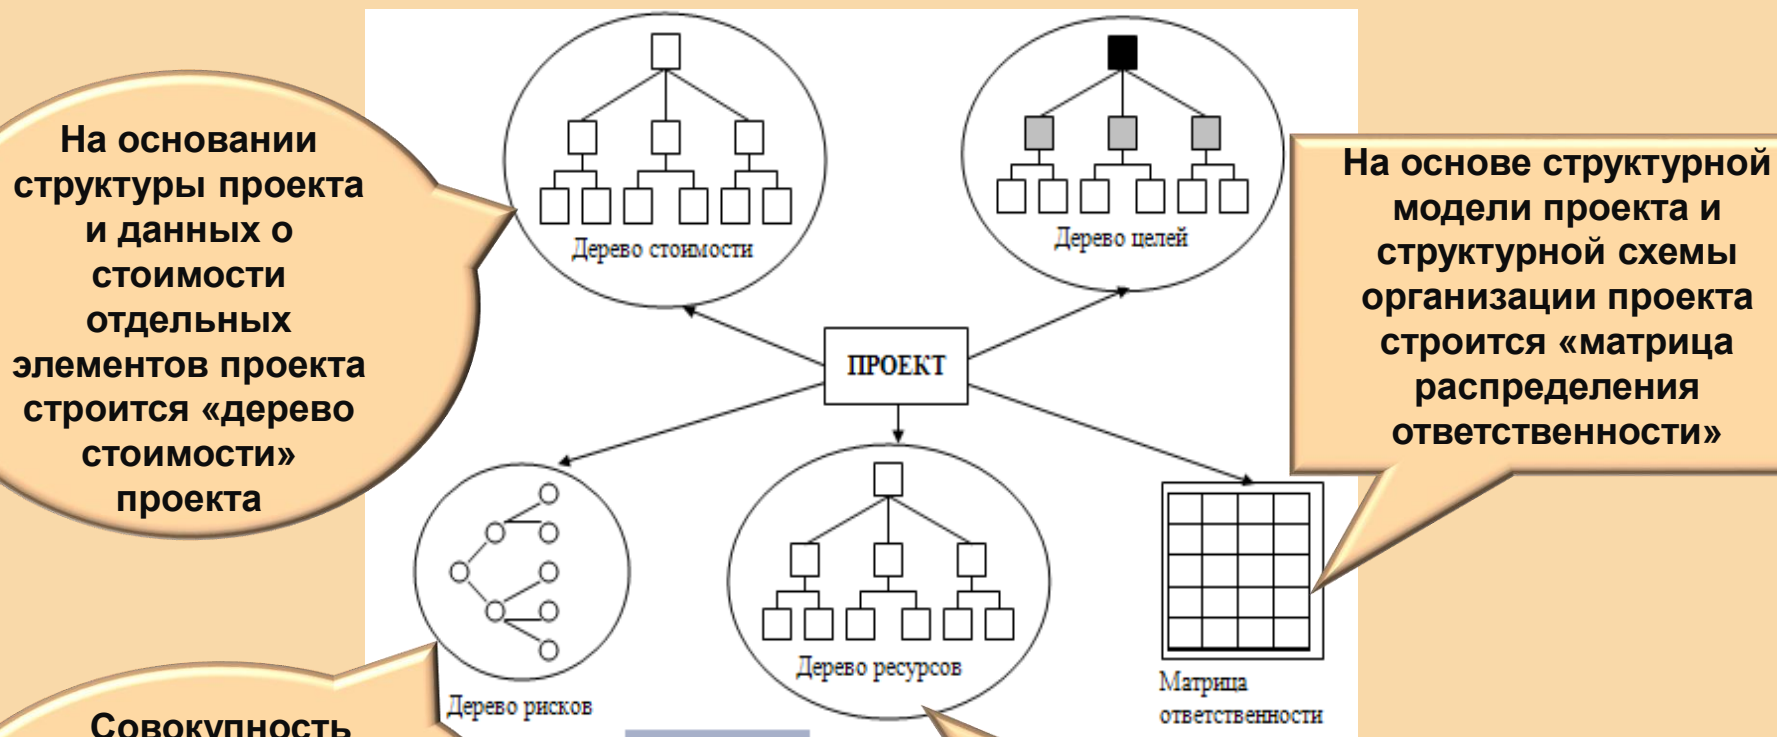 На основании
структуры проекта
и данных о
стоимости
отдельных
элементов проекта
строится «дерево
стоимости»
проекта
Дерево стоимости
Дерево целей
На основе структурной
модели проекта и
структурной схемы
организации проекта
строится «матрица
распределения
ответственности»
ПРОЕКТ
Дерево рисков
Дерево ресурсов
Матрица
ответственности
Совокупность